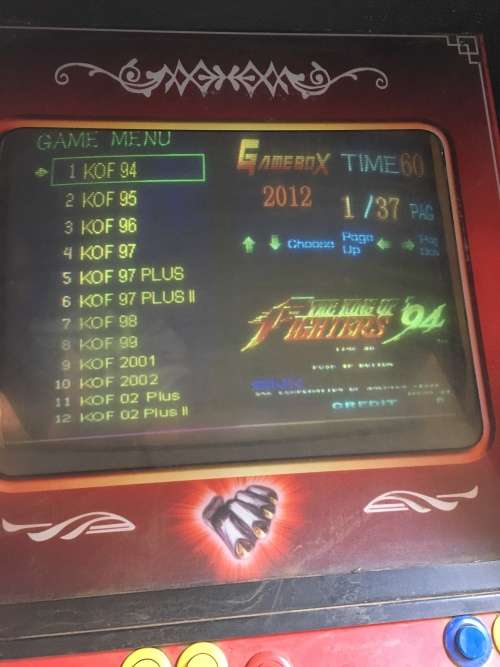 GAME MENU
1 KOF 94
2 KOF 95
3 KOF 96
4 KOF 97
5 KOF 97 PLUS
6 KOF 97 PLUS II
7 KOF 98
8 KOF 99
9 KOF 2001
10 KOF 2002
11 KOF 02 Plus
12 KOF 02 Plus II
GAMEBOX TIME 60
2012 1/37 PAG
Choose Page Up
THE KING OF FIGHTERS '94
CREDIT